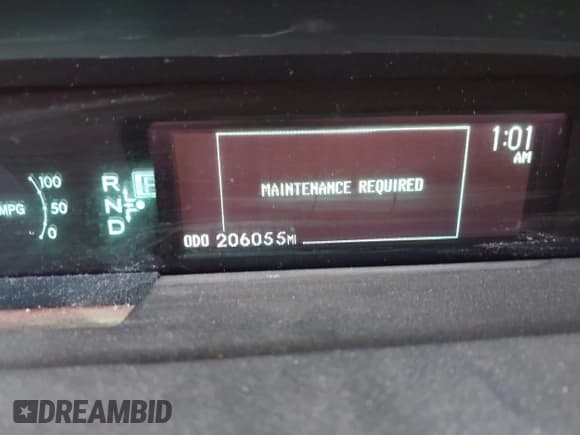 1:01
AM
100
MPG 50
0
R
N
D
MAINTENANCE REQUIRED
ODO 206055MI
DREAMBID